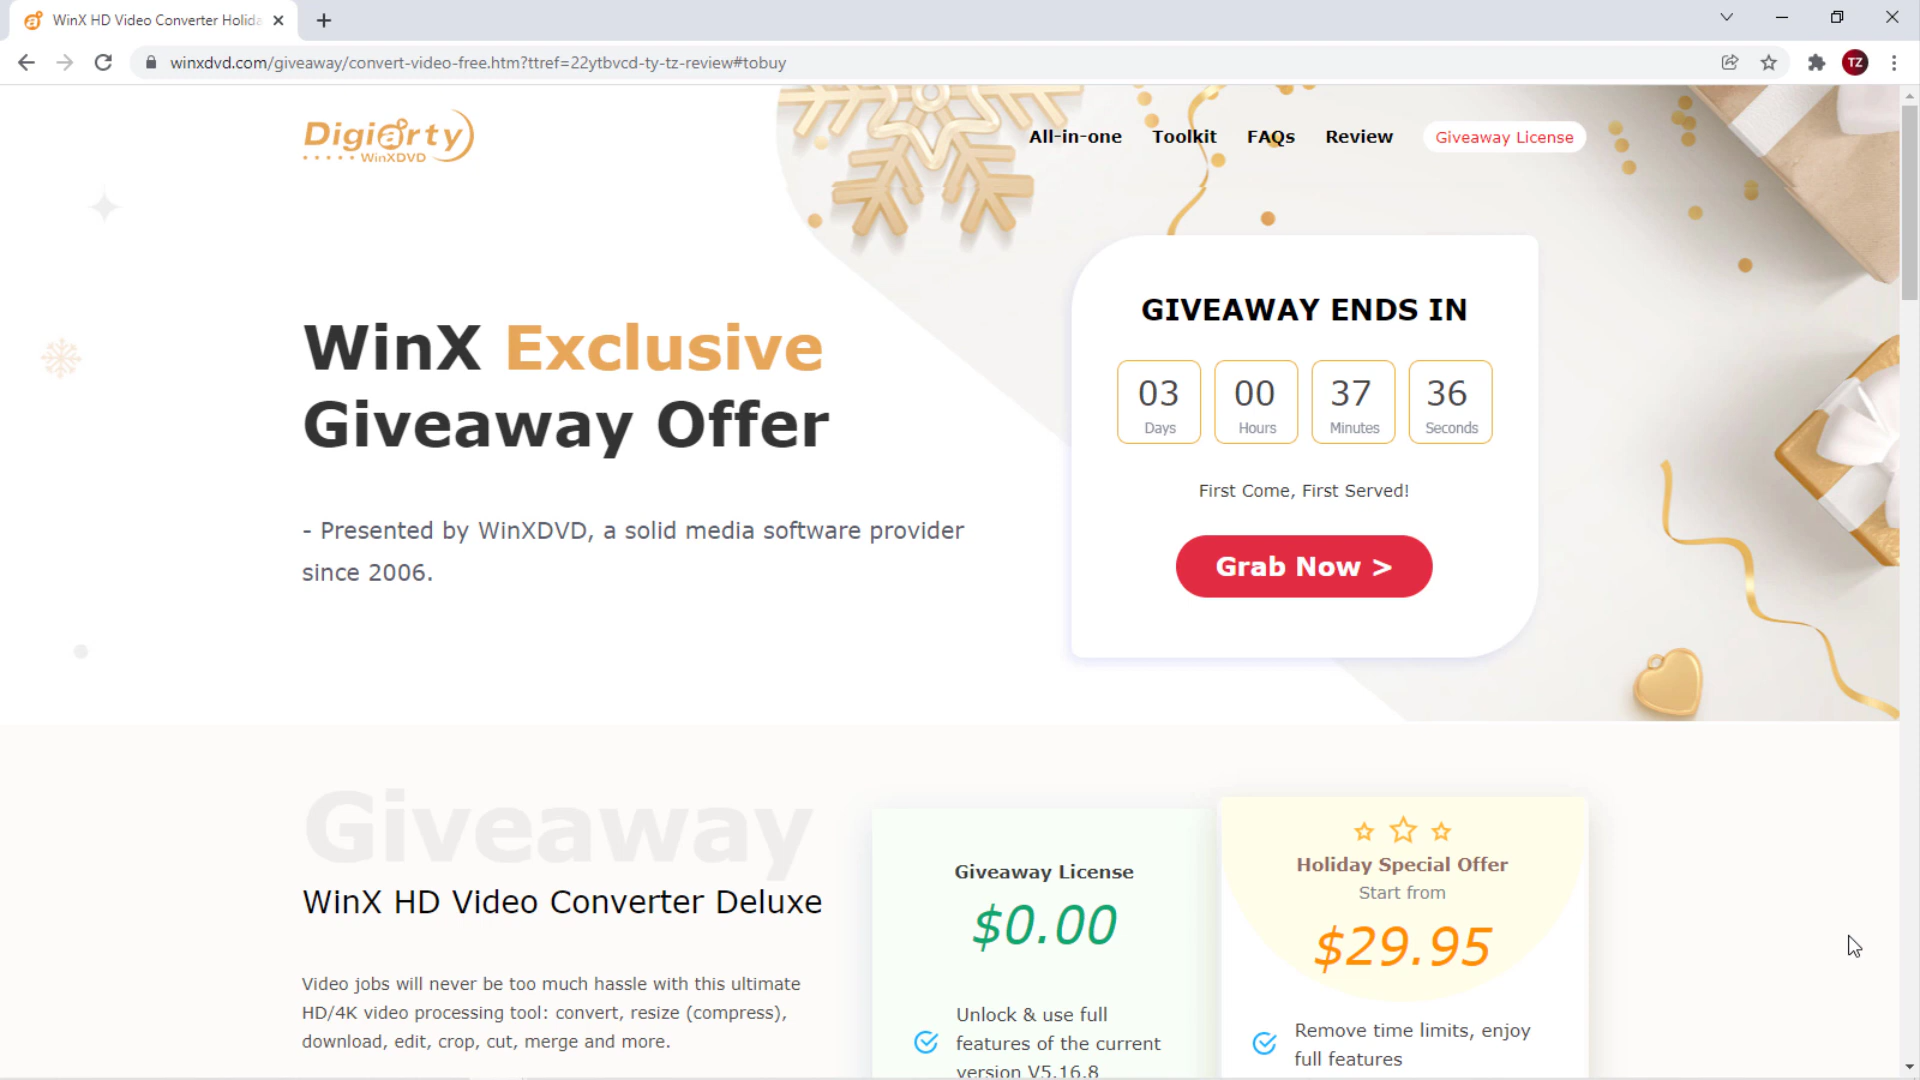 WinX HD Video Converter Holida
winxdvd.com/giveaway/convert-video-free.htm?ttref=22ytbvcd-ty-tz-review#tobuy
TZ
Digiarty
WinXDVD
All-in-one Toolkit FAQs Review Giveaway License
WinX Exclusive
Giveaway Offer
- Presented by WinXDVD, a solid media software provider
since 2006.
GIVEAWAY ENDS IN
03 00 37 36
Days Hours Minutes Seconds
First Come, First Served!
Grab Now >
Giveaway
WinX HD Video Converter Deluxe
Video jobs will never be too much hassle with this ultimate
HD/4K video processing tool: convert, resize (compress),
download, edit, crop, cut, merge and more.
Giveaway License
$0.00
Unlock & use full
features of the current
version V5.16.8
Holiday Special Offer
Start from
$29.95
Remove time limits, enjoy
full features